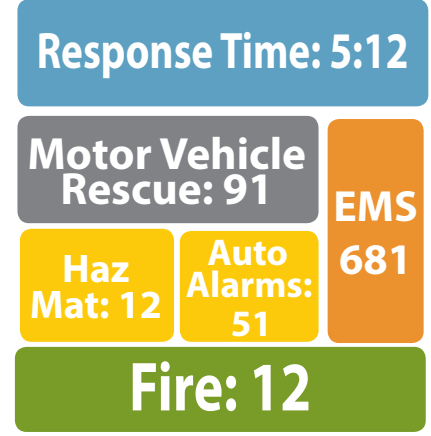 Response Time: 5:12
Motor Vehicle
Rescue: 91
EMS
681
Haz
Mat: 12
Auto
Alarms:
51
Fire: 12